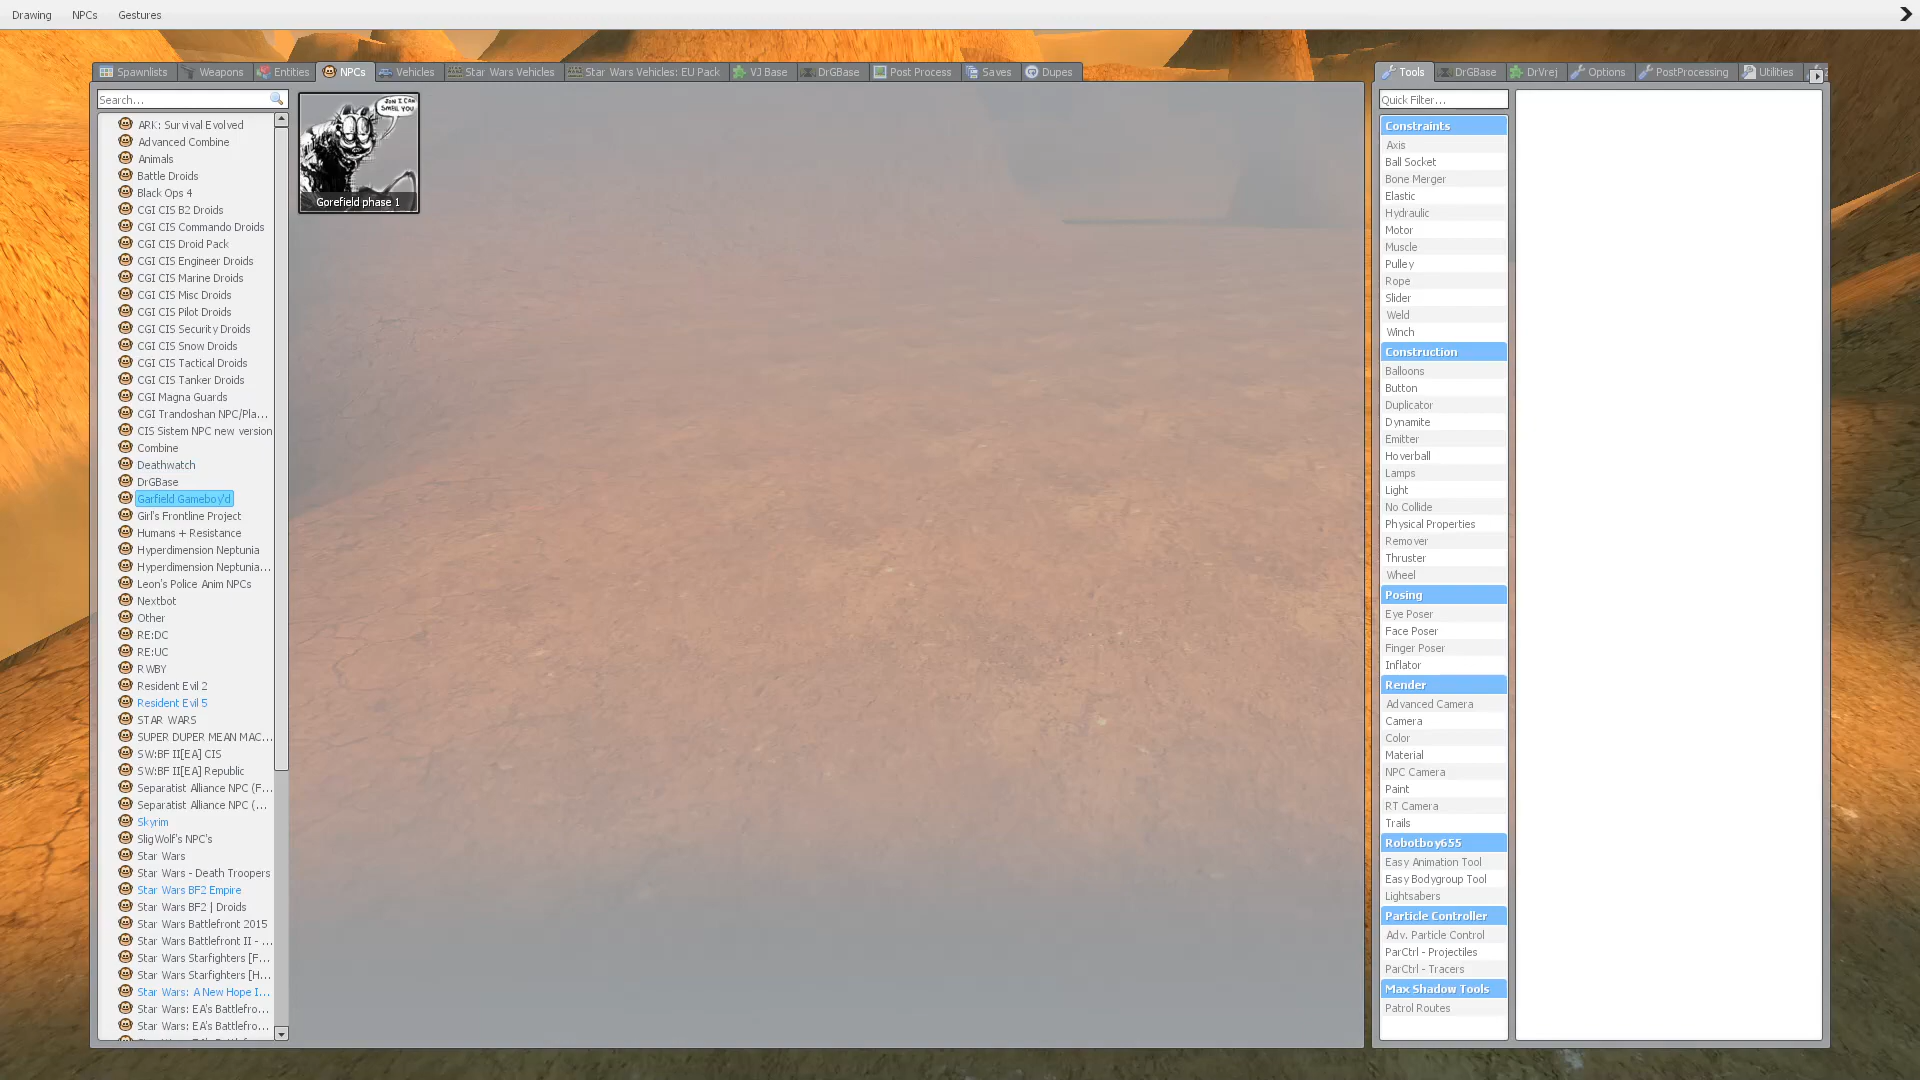 Drawing NPCs Gestures
Spawnlists Weapons Entities NPCs Vehicles Star Wars Vehicles Star Wars Vehicles: EU Pack VJ Base DrGBase Post Process Saves Dupes
Search...
ARK: Survival Evolved
Advanced Combine
Animals
Battle Droids
Black Ops 4
CGI CIS B2 Droids
CGI CIS Commando Droids
CGI CIS Droid Pack
CGI CIS Engineer Droids
CGI CIS Marine Droids
CGI CIS Misc Droids
CGI CIS Pilot Droids
CGI CIS Security Droids
CGI CIS Snow Droids
CGI CIS Tactical Droids
CGI CIS Tanker Droids
CGI Magna Guards
CGI Trandoshan NPC/Pla...
CIS Sistem NPC new version
Combine
Deathwatch
DrGBase
Garfield Gameboy'd
Girl's Frontline Project
Humans + Resistance
Hyperdimension Neptunia
Hyperdimension Neptunia...
Leon's Police Anim NPCs
Nextbot
Other
RE:DC
RE:UC
RWBY
Resident Evil 2
Resident Evil 5
STAR WARS
SUPER DUPER MEAN MAC...
SW:BF II[EA] CIS
SW:BF II[EA] Republic
Separatist Alliance NPC (F...
Separatist Alliance NPC (...
Skyrim
SligWolf's NPC's
Star Wars
Star Wars - Death Troopers
Star Wars BF2 Empire
Star Wars BF2 | Droids
Star Wars Battlefront 2015
Star Wars Battlefront II - ...
Star Wars Starfighters [F...
Star Wars Starfighters [H...
Star Wars: A New Hope I...
Star Wars: EA's Battlefro...
Star Wars: EA's Battlefro...
JON I CAN
SMELL YOU
Gorefield phase 1
Tools DrGBase DrVrej Options PostProcessing Utilities
Quick Filter...
Constraints
Axis
Ball Socket
Bone Merger
Elastic
Hydraulic
Motor
Muscle
Pulley
Rope
Slider
Weld
Winch
Construction
Balloons
Button
Duplicator
Dynamite
Emitter
Hoverball
Lamps
Light
No Collide
Physical Properties
Remover
Thruster
Wheel
Posing
Eye Poser
Face Poser
Finger Poser
Inflator
Render
Advanced Camera
Camera
Color
Material
NPC Camera
Paint
RT Camera
Trails
Robotboy655
Easy Animation Tool
Easy Bodygroup Tool
Lightsabers
Particle Controller
Adv. Particle Control
ParCtrl - Projectiles
ParCtrl - Tracers
Max Shadow Tools
Patrol Routes